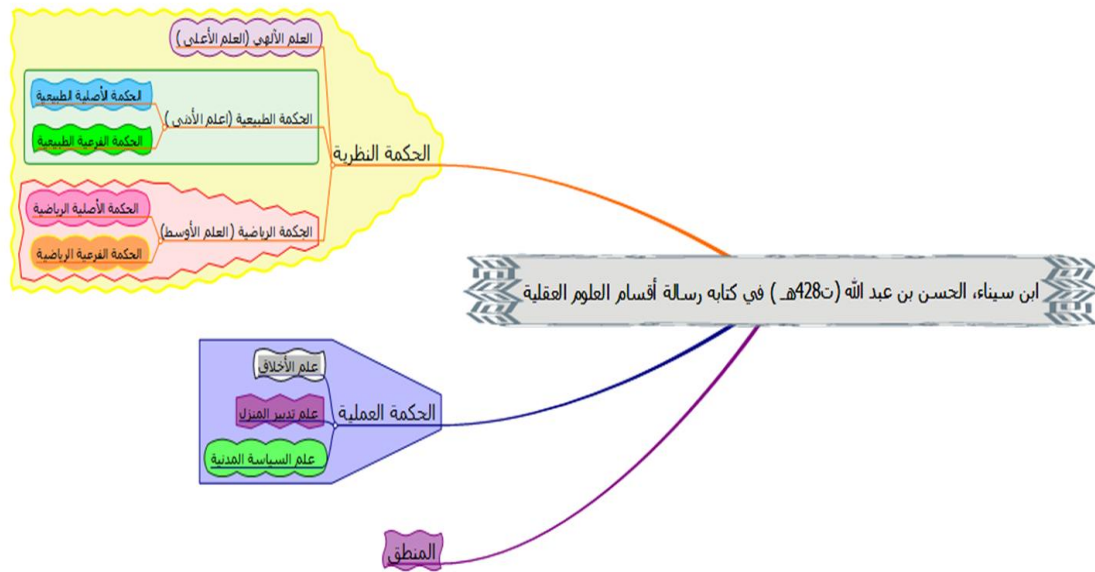 ابن سيناء، الحسن بن عبد الله (ت428هـ ) في كتابه رسالة أقسام العلوم العقلية
الحكمة النظرية
العلم الألهي (العلم الأعلى )
الحكمة الطبيعية (اعلم الأدنى )
الحكمة الأصلية الطبيعية
الحكمة الفرعية الطبيعية
الحكمة الرياضية (العلم الأوسط)
الحكمة الأصلية الرياضية
الحكمة الفرعية الرياضية
الحكمة العملية
علم الأخلاق
علم تدبير المنزل
علم السياسة المدنية
المنطق